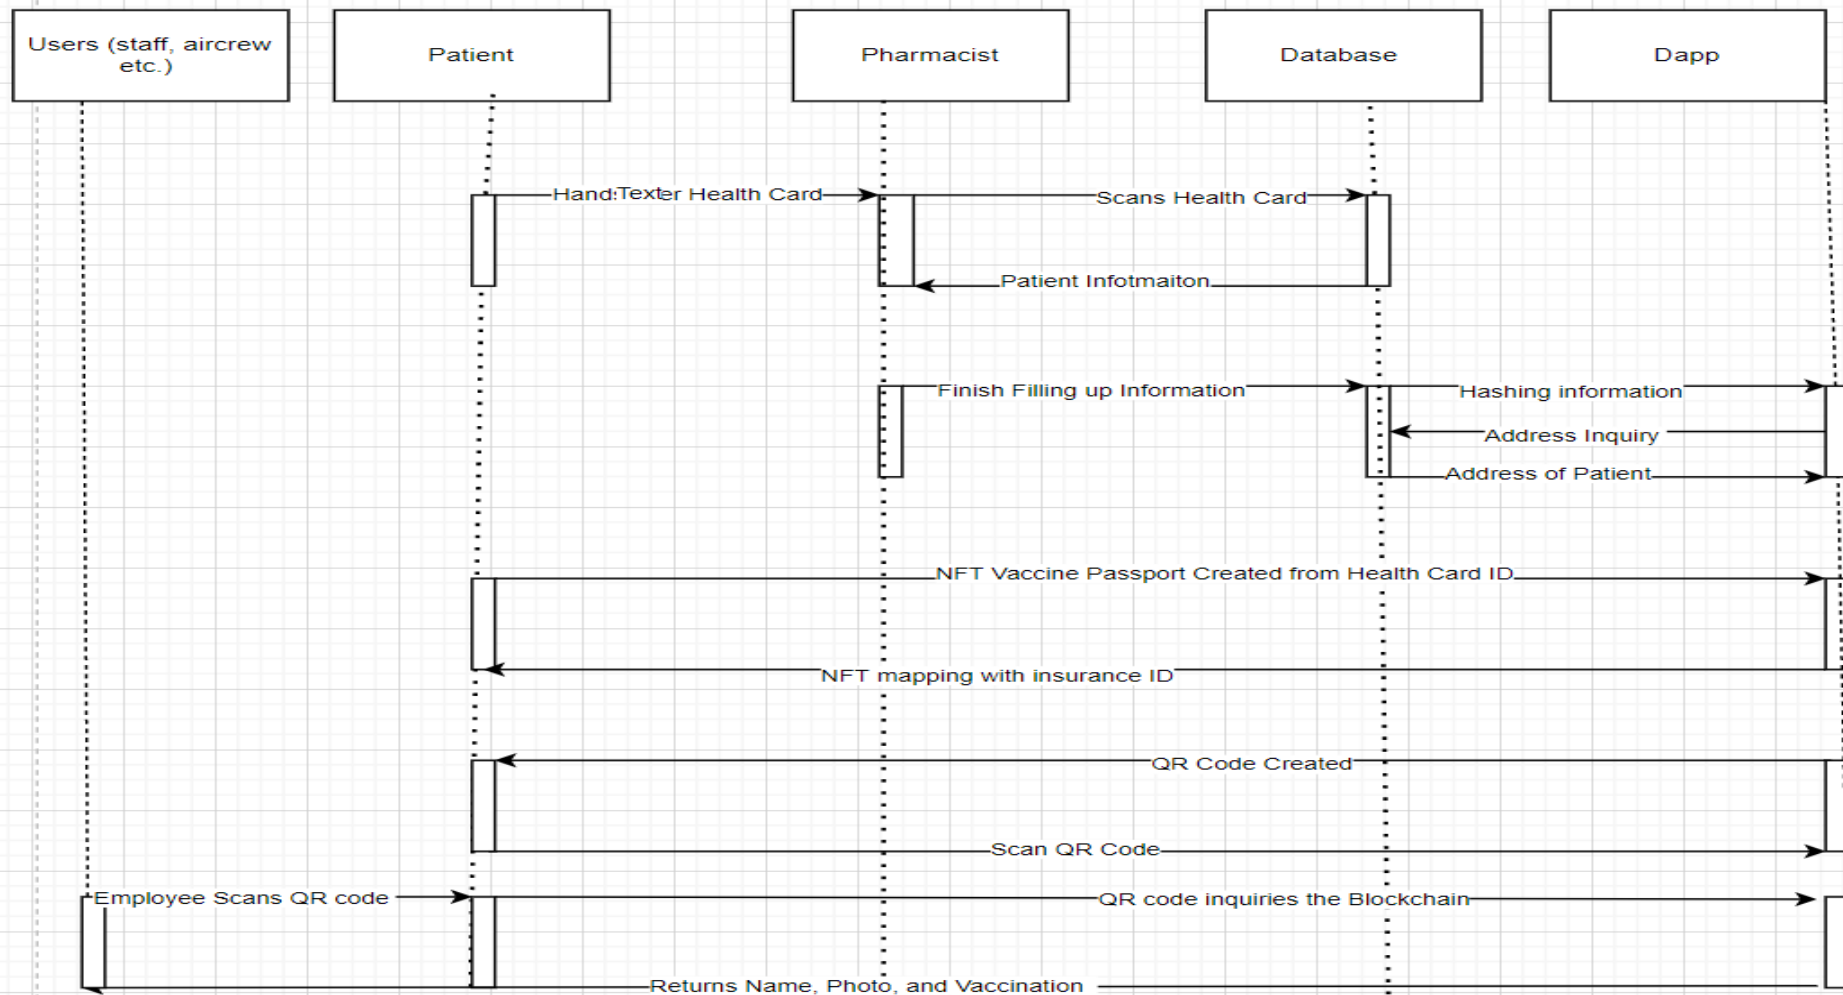 Users (staff, aircrew
etc.)
Patient
Pharmacist
Database
Dapp
Text
Health Card
Scans Health Card
Patient Infotmaiton
Finish Filling up Information
Hashing information
Address Inquiry
Address of Patient
NFT Vaccine Passport Created from Health Card ID
NFT mapping with insurance ID
QR Code Created
Scan QR Code
Employee Scans QR code
QR code inquiries the Blockchain
Returns Name, Photo, and Vaccination